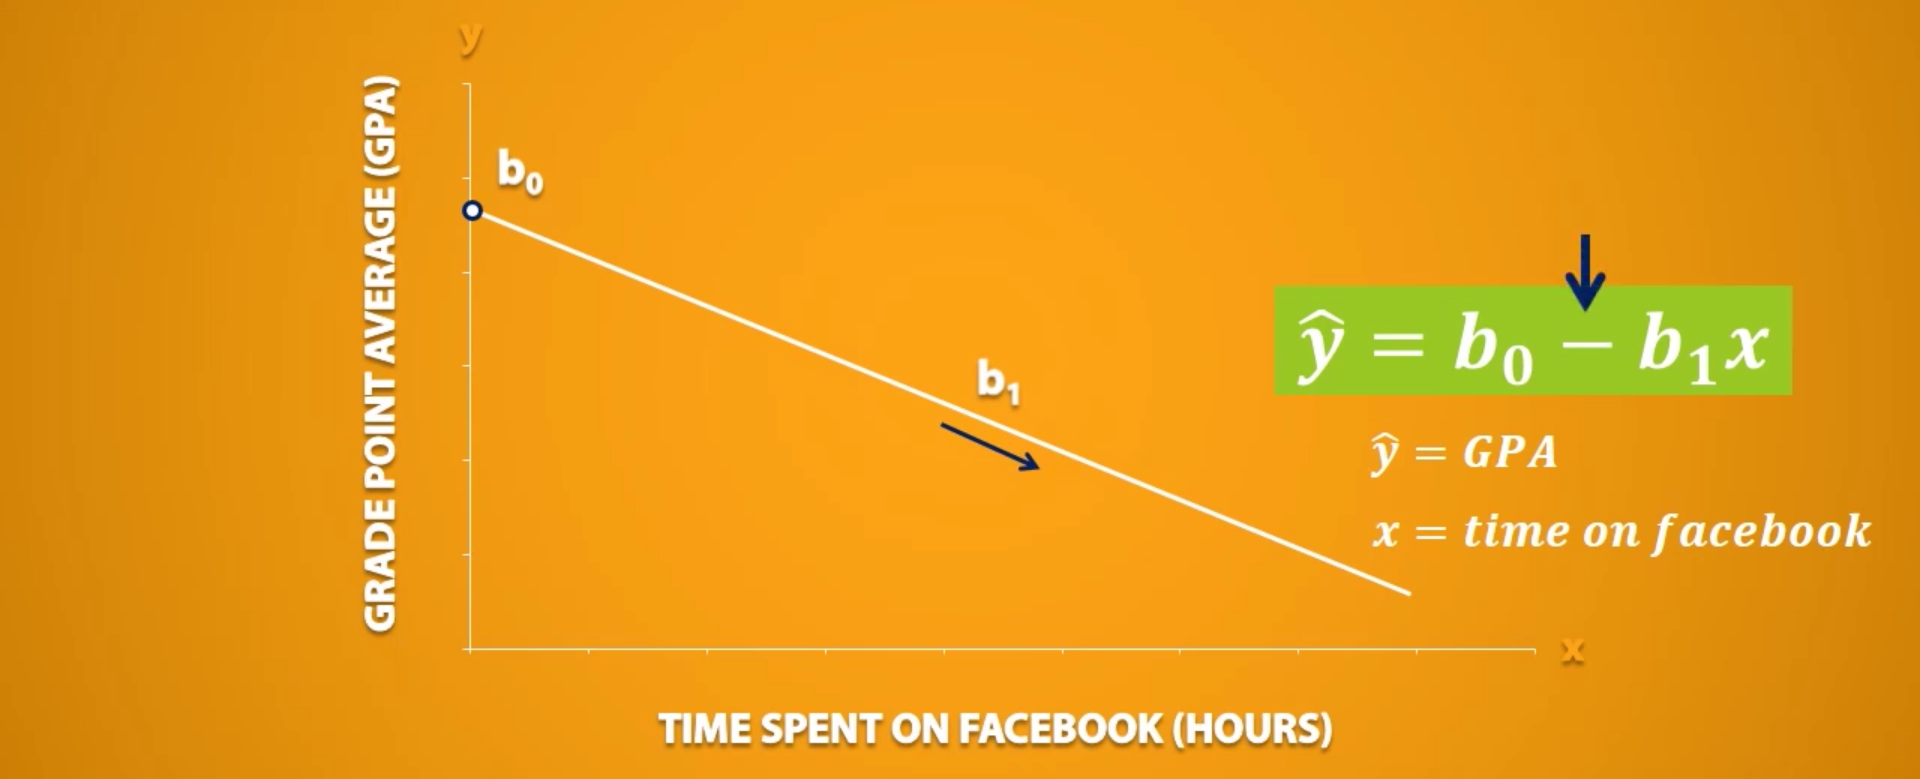 y
GRADE POINT AVERAGE (GPA)
b₀
b₁
ŷ = b₀ − b₁x
ŷ = GPA
x = time on facebook
x
TIME SPENT ON FACEBOOK (HOURS)